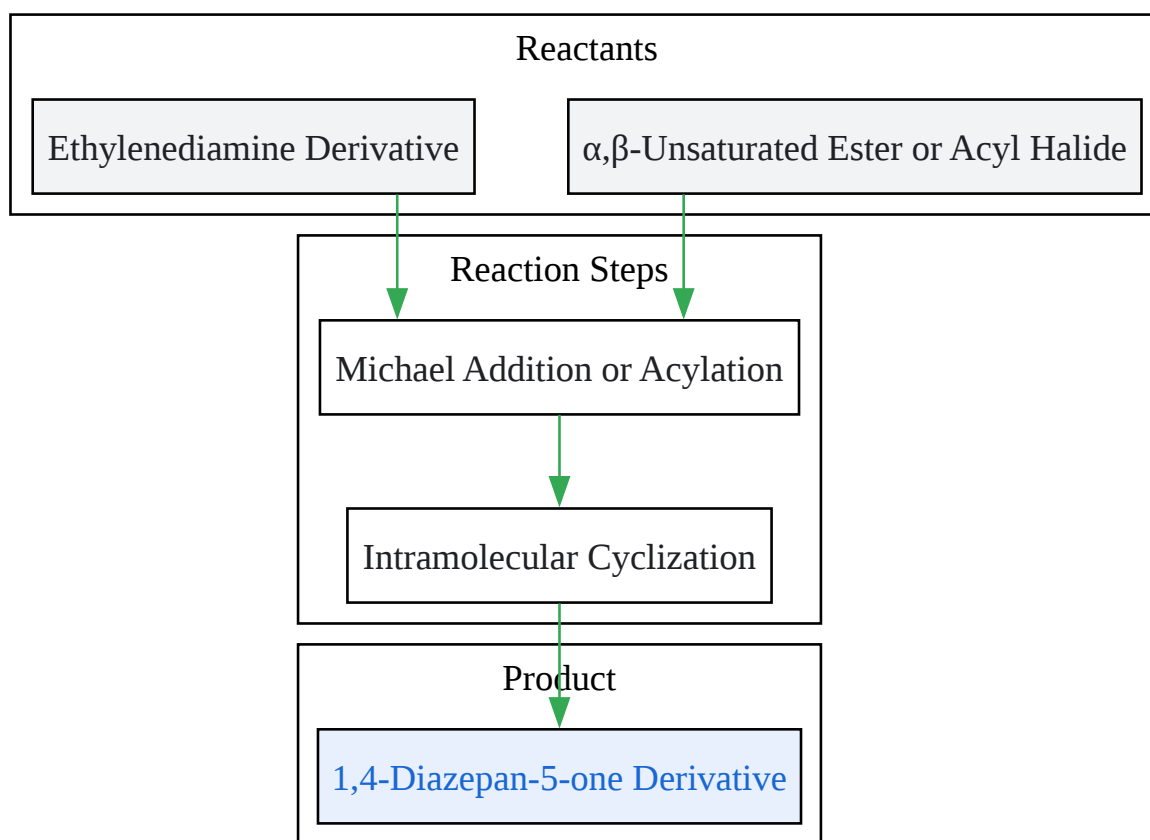 Reactants
Ethylenediamine Derivative
α,β-Unsaturated Ester or Acyl Halide
Reaction Steps
Michael Addition or Acylation
Intramolecular Cyclization
Product
1,4-Diazepan-5-one Derivative